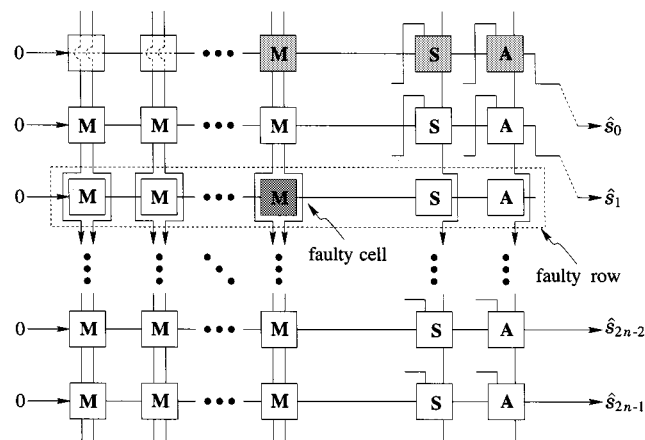 0 M S A
ŝ0
0 M M M S A
ŝ1
0 M M M S A
faulty cell
faulty row
0 M M M S A ŝ2n-2
0 M M M S A ŝ2n-1